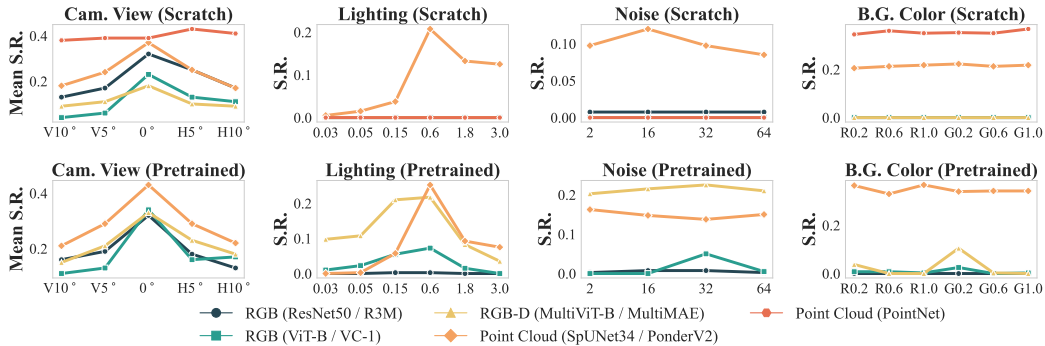 Cam. View (Scratch)
Lighting (Scratch)
Noise (Scratch)
B.G. Color (Scratch)
Mean S.R.
0.4
0.2
V10° V5° 0° H5° H10°
S.R.
0.2
0.1
0.0
0.03 0.05 0.15 0.6 1.8 3.0
S.R.
0.10
0.05
0.00
2 16 32 64
S.R.
0.2
0.0
R0.2 R0.6 R1.0 G0.2 G0.6 G1.0
Cam. View (Pretrained)
Lighting (Pretrained)
Noise (Pretrained)
B.G. Color (Pretrained)
Mean S.R.
0.4
0.2
V10° V5° 0° H5° H10°
S.R.
0.2
0.1
0.0
0.03 0.05 0.15 0.6 1.8 3.0
S.R.
0.2
0.1
0.0
2 16 32 64
S.R.
0.2
0.0
R0.2 R0.6 R1.0 G0.2 G0.6 G1.0
RGB (ResNet50 / R3M)
RGB-D (MultiViT-B / MultiMAE)
Point Cloud (PointNet)
RGB (ViT-B / VC-1)
Point Cloud (SpUNet34 / PonderV2)